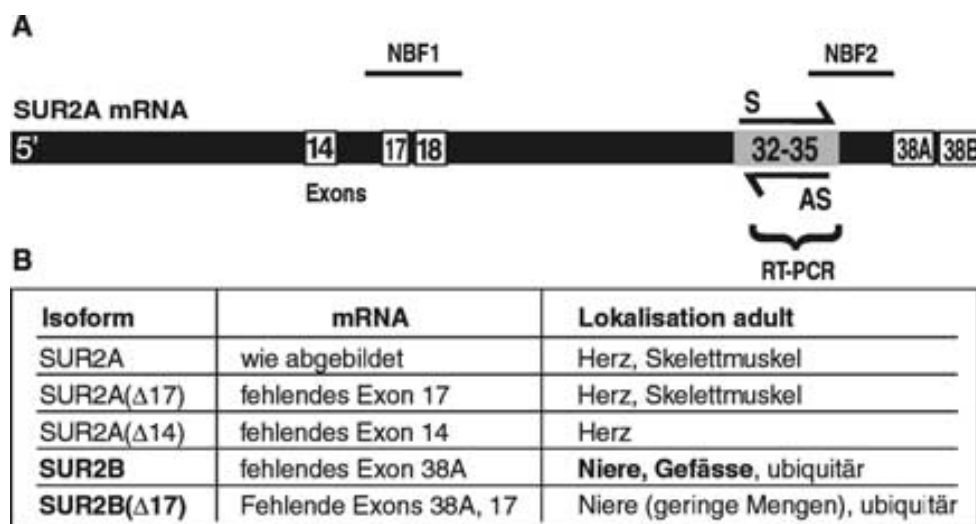 A
NBF1 NBF2
SUR2A mRNA S
5' 14 17 18 32-35 38A 38B
Exons AS
RT-PCR
B
Isoform mRNA Lokalisation adult
SUR2A wie abgebildet Herz, Skelettmuskel
SUR2A(Δ17) fehlendes Exon 17 Herz, Skelettmuskel
SUR2A(Δ14) fehlendes Exon 14 Herz
SUR2B fehlendes Exon 38A Niere, Gefässe, ubiquitär
SUR2B(Δ17) Fehlende Exons 38A, 17 Niere (geringe Mengen), ubiquitär